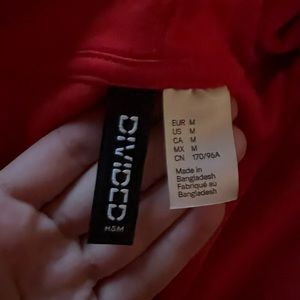 DIVIDED
H&M
EUR M
US M
CA M
MX M
CN 170/96A
Made in
Bangladesh
Fabriqué au
Bangladesh